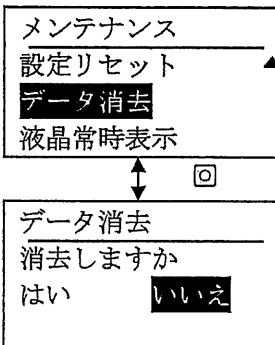 メンテナンス
設定リセット
データ消去
液晶常時表示
データ消去
消去しますか
はい いいえ